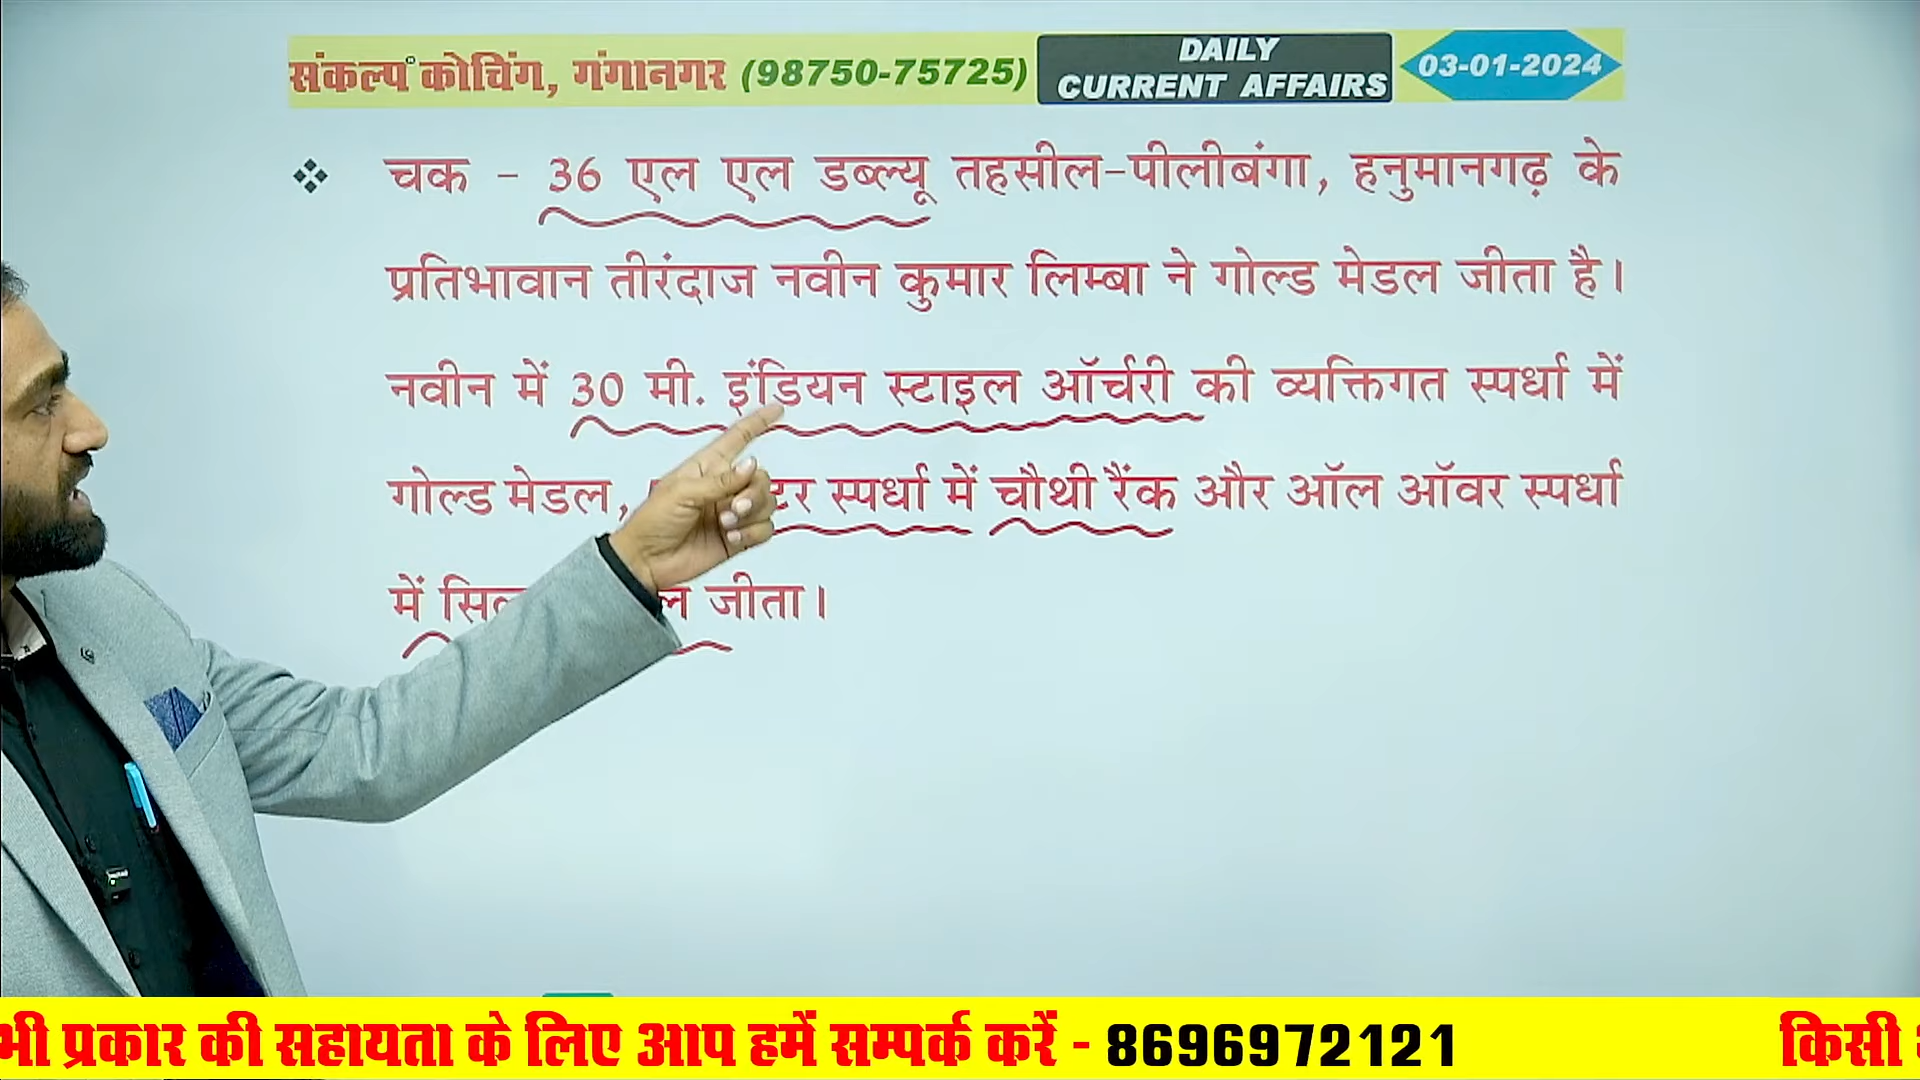 संकल्प कोचिंग, गंगानगर (98750-75725)
DAILY
CURRENT AFFAIRS
03-01-2024
❖ चक - 36 एल एल डब्ल्यू तहसील-पीलीबंगा, हनुमानगढ़ के
प्रतिभावान तीरंदाज नवीन कुमार लिम्बा ने गोल्ड मेडल जीता है।
नवीन में 30 मी. इंडियन स्टाइल ऑर्चरी की व्यक्तिगत स्पर्धा में
गोल्ड मेडल, स्पर्धा में चौथी रैंक और ऑल ऑवर स्पर्धा
में जीता।
भी प्रकार की सहायता के लिए आप हमें सम्पर्क करें - 8696972121 किसी